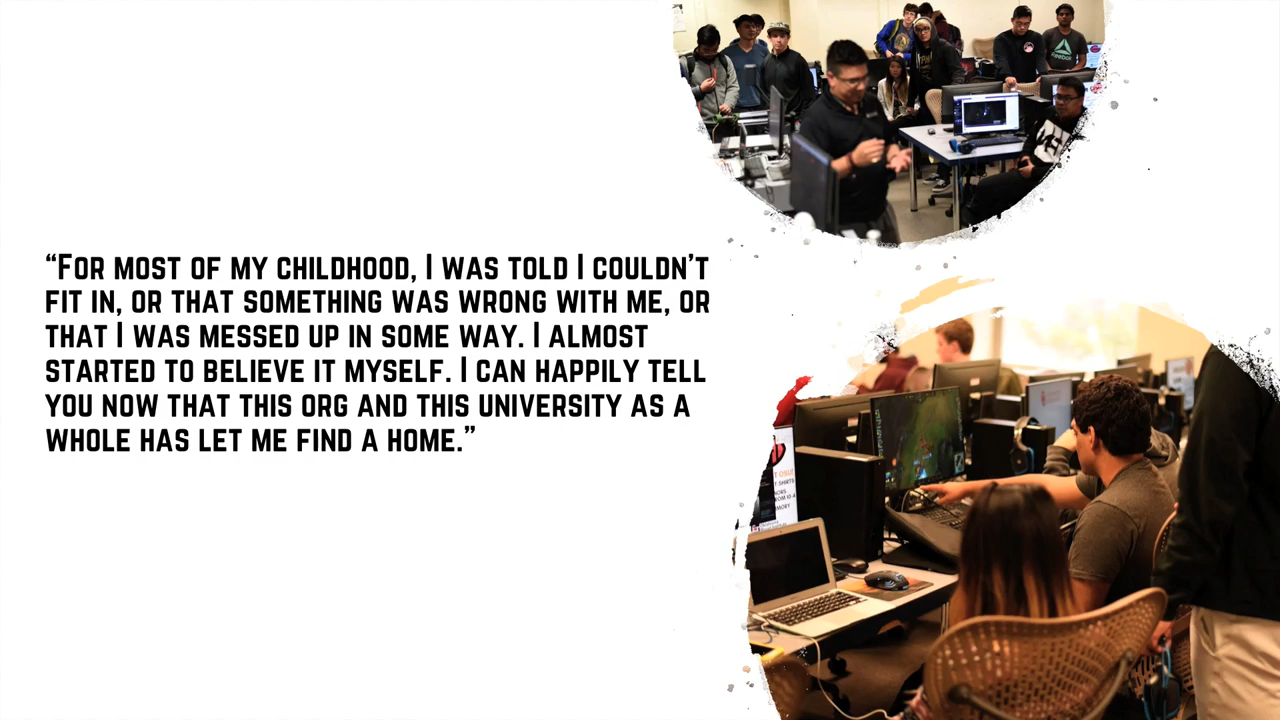 “For most of my childhood, I was told I couldn’t
fit in, or that something was wrong with me, or
that I was messed up in some way. I almost
started to believe it myself. I can happily tell
you now that this org and this university as a
whole has let me find a home.”
Reebok
T SHIRTS